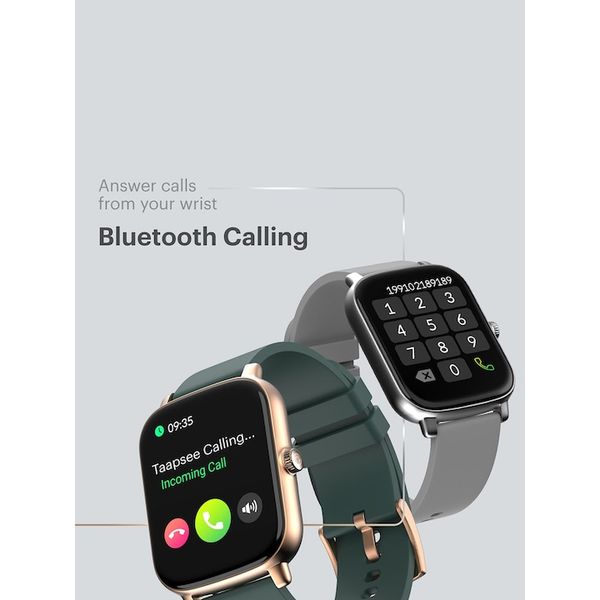 Answer calls
from your wrist
Bluetooth Calling
199102189189
1 2 3
4 5 6
7 8 9
0
09:35
Taapsee Calling...
Incoming Call